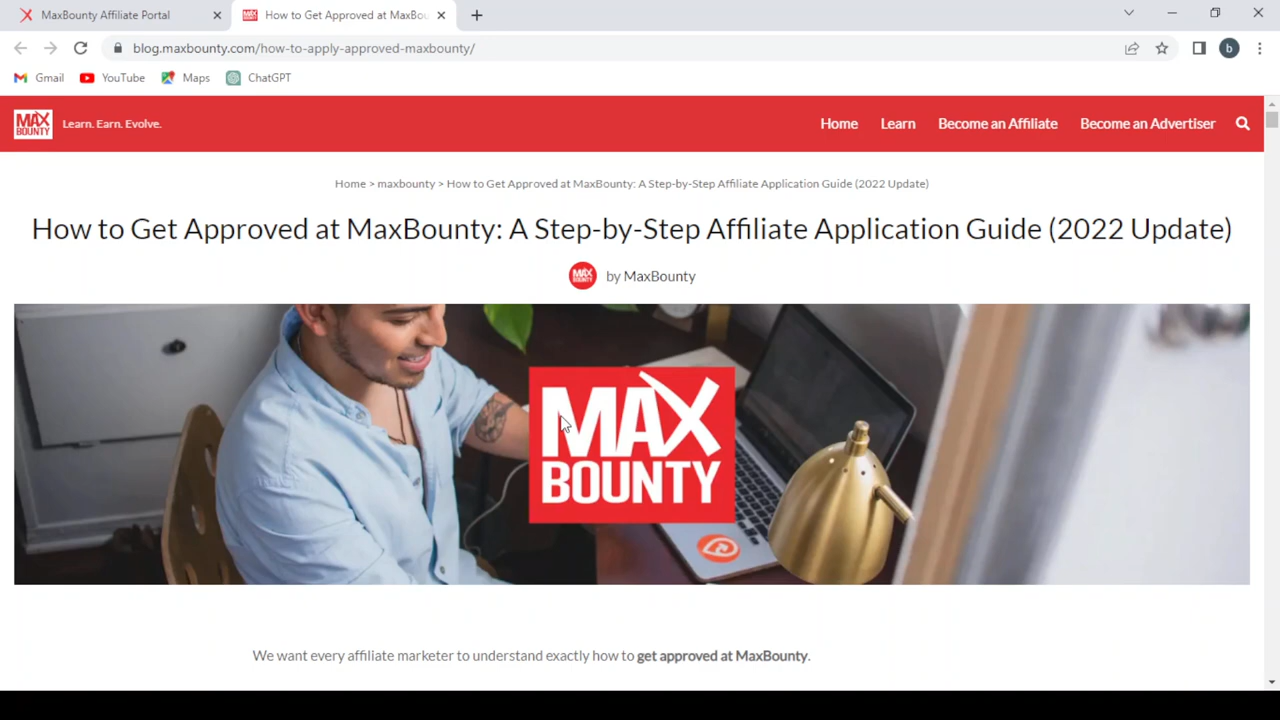 MaxBounty Affiliate Portal
How to Get Approved at MaxBou
blog.maxbounty.com/how-to-apply-approved-maxbounty/
b
Gmail
YouTube
Maps
ChatGPT
MAX
BOUNTY
Learn. Earn. Evolve.
Home
Learn
Become an Affiliate
Become an Advertiser
Home > maxbounty > How to Get Approved at MaxBounty: A Step-by-Step Affiliate Application Guide (2022 Update)
How to Get Approved at MaxBounty: A Step-by-Step Affiliate Application Guide (2022 Update)
MAX
BOUNTY
by MaxBounty
MAX
BOUNTY
We want every affiliate marketer to understand exactly how to get approved at MaxBounty.